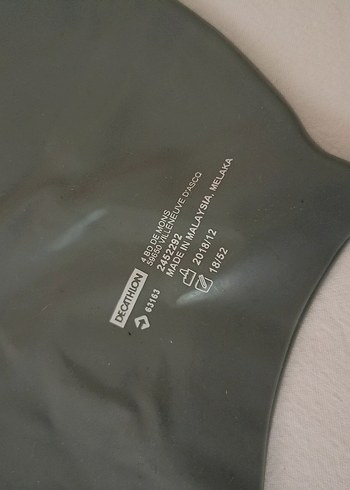 DECATHLON
4 BD DE MONS
59650 VILLENEUVE D'ASCQ
2452292
MADE IN MALAYSIA, MELAKA
63163
2018/12
18/52